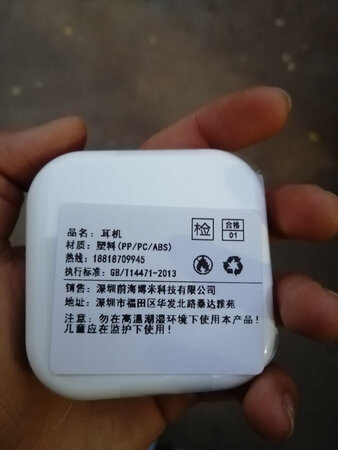 品名: 耳机
检
合格
01
材质: 塑料(PP/PC/ABS)
热线: 18818709945
执行标准: GB/T14471-2013
销售: 深圳前海博米科技有限公司
地址: 深圳市福田区华发北路桑达雅苑
注意: 勿在高温潮湿环境下使用本产品!
儿童应在监护下使用!